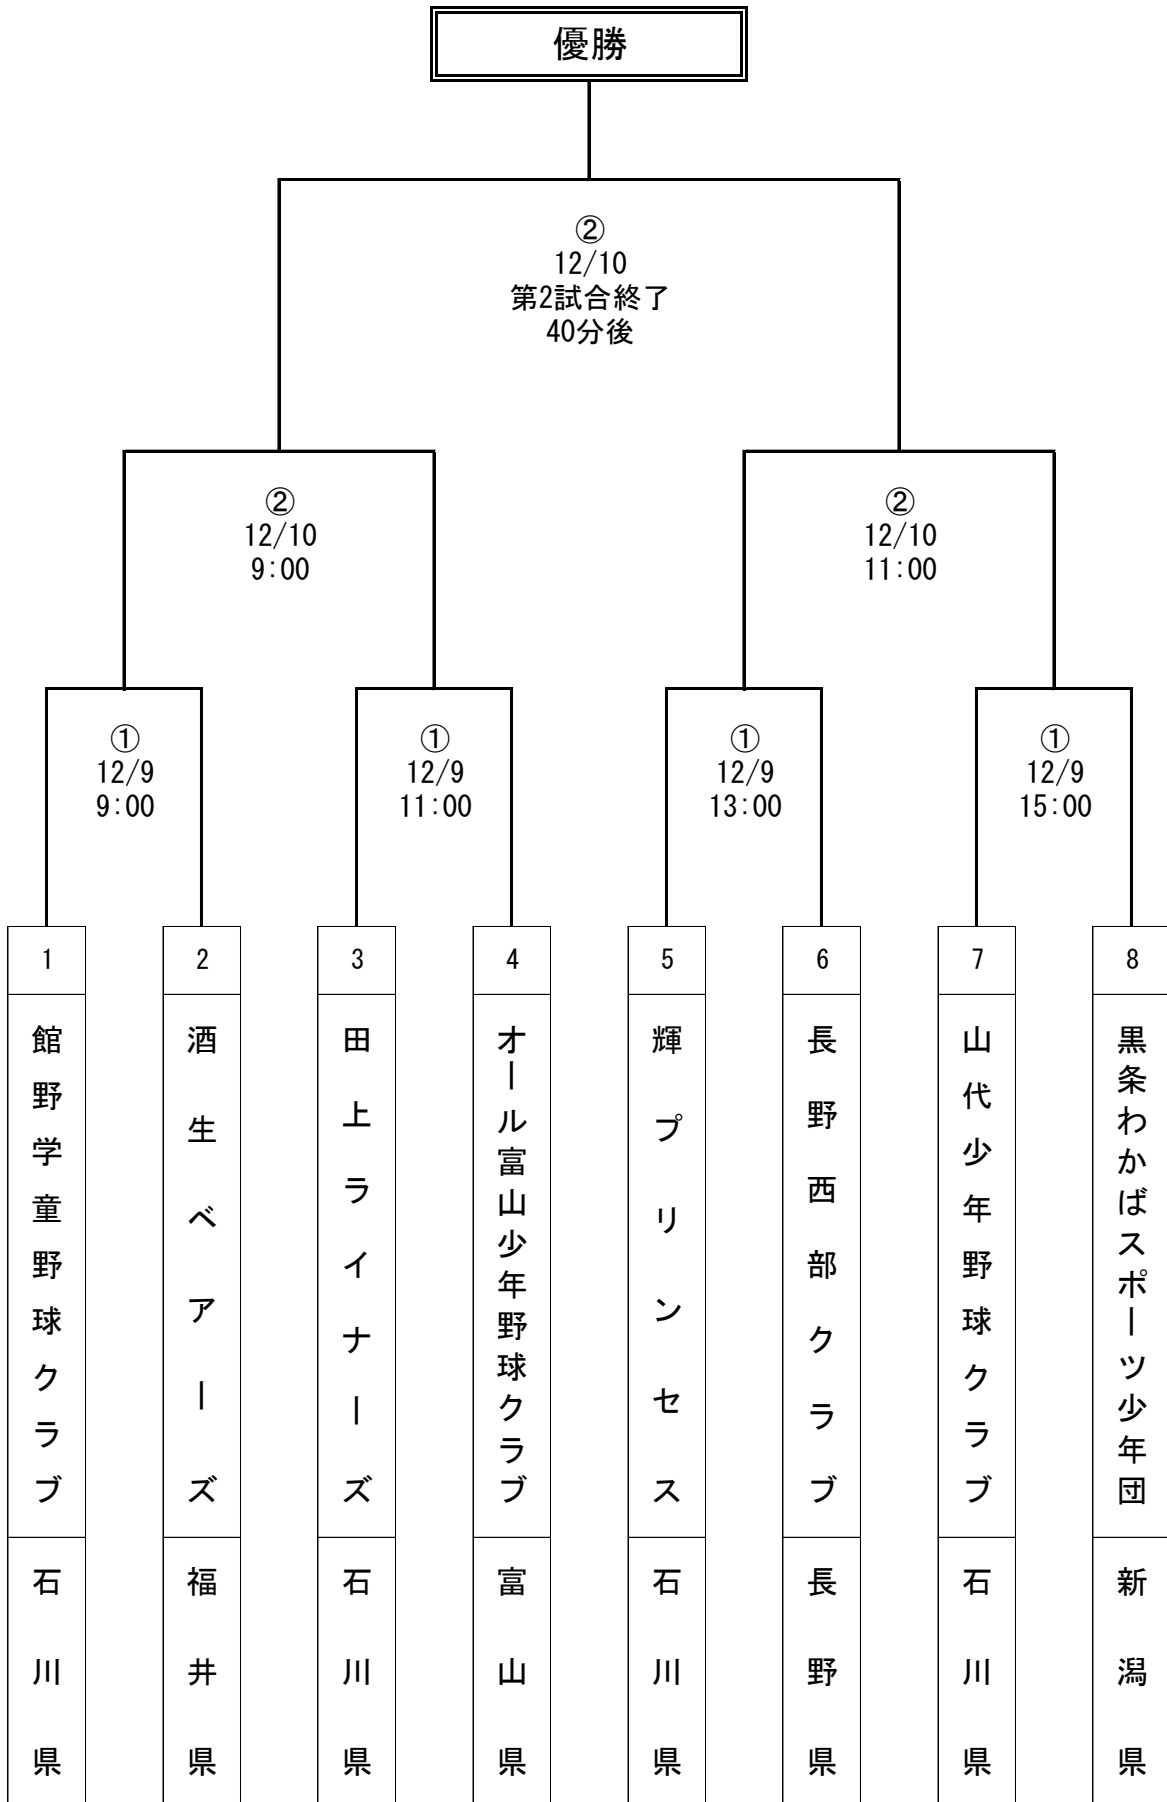 優勝
②
12/10
第2試合終了
40分後
②
12/10
9:00
②
12/10
11:00
①
12/9
9:00
①
12/9
11:00
①
12/9
13:00
①
12/9
15:00
1
館野学童野球クラブ
石川県
2
酒生ベアーズ
福井県
3
田上ライナーズ
石川県
4
オール富山少年野球クラブ
富山県
5
輝プリンセス
石川県
6
長野西部クラブ
長野県
7
山代少年野球クラブ
石川県
8
黒条わかばスポーツ少年団
新潟県